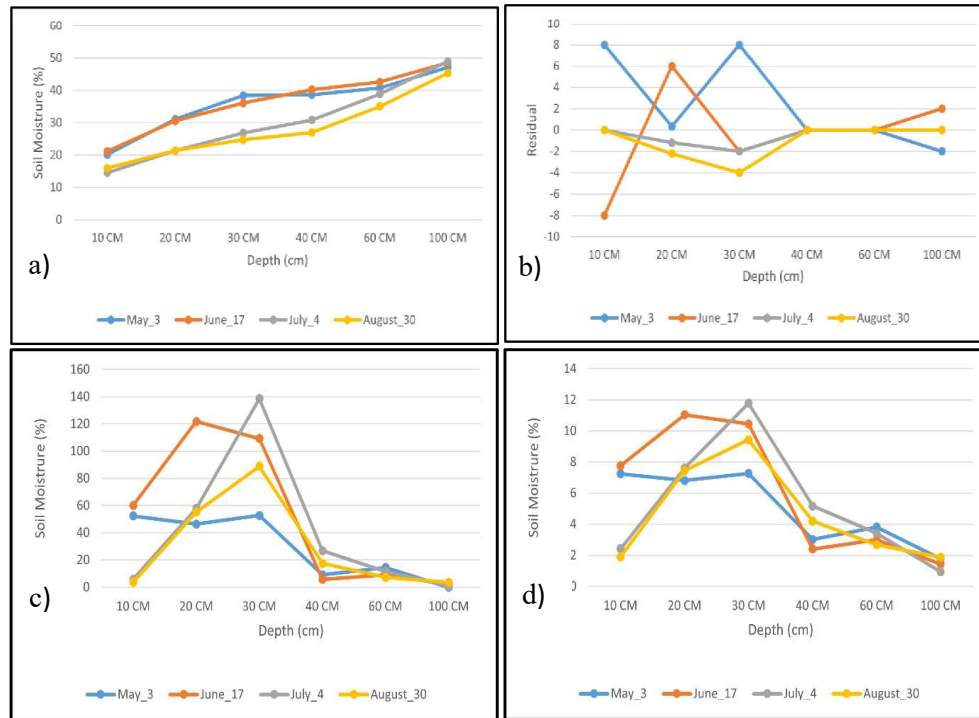 60
50
40
30
20
10
0
Soil Moistrure (%)
10 CM 20 CM 30 CM 40 CM 60 CM 100 CM
Depth (cm)
a)
May_3 June_17 July_4 August_30
10
8
6
4
2
0
-2
-4
-6
-8
-10
Residual
10 CM 20 CM 30 CM 40 CM 60 CM 100 CM
Depth (cm)
b)
May_3 June_17 July_4 August_30
160
140
120
100
80
60
40
20
0
Soil Moistrure (%)
10 CM 20 CM 30 CM 40 CM 60 CM 100 CM
Depth (cm)
c)
May_3 June_17 July_4 August_30
14
12
10
8
6
4
2
0
Soil Moistrure (%)
10 CM 20 CM 30 CM 40 CM 60 CM 100 CM
Depth (cm)
d)
May_3 June_17 July_4 August_30